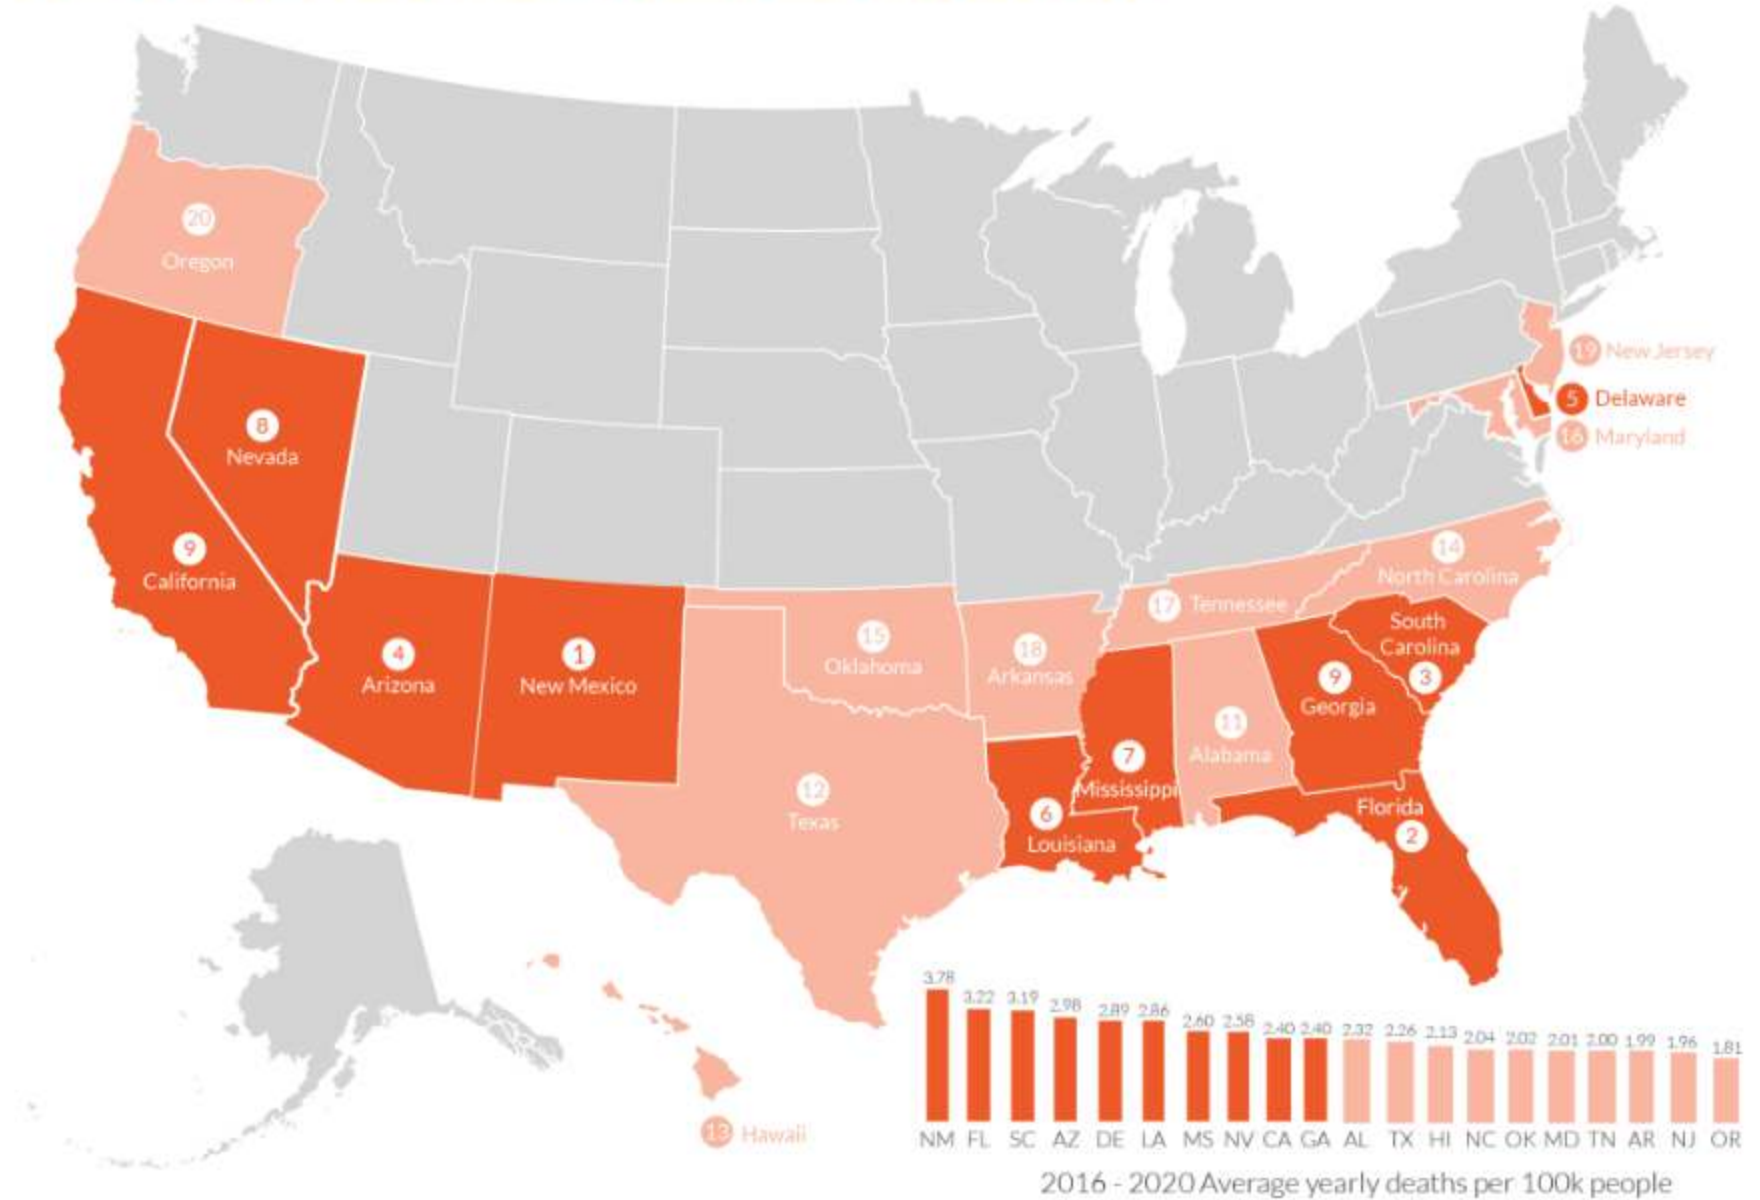 20
Oregon
19 New Jersey
5 Delaware
8
Nevada
16 Maryland
9
California
14
North Carolina
17 Tennessee
South
Carolina
3
15
Oklahoma
18
Arkansas
4
Arizona
1
New Mexico
9
Georgia
11
Alabama
7
Mississippi
12
Texas
6
Louisiana
Florida
2
13 Hawaii
3.78 3.22 3.19 2.98 2.89 2.86 2.60 2.58 2.40 2.40 2.32 2.26 2.13 2.04 2.02 2.01 2.00 1.99 1.96 1.81
NM FL SC AZ DE LA MS NV CA GA AL TX HI NC OK MD TN AR NJ OR
2016 - 2020 Average yearly deaths per 100k people